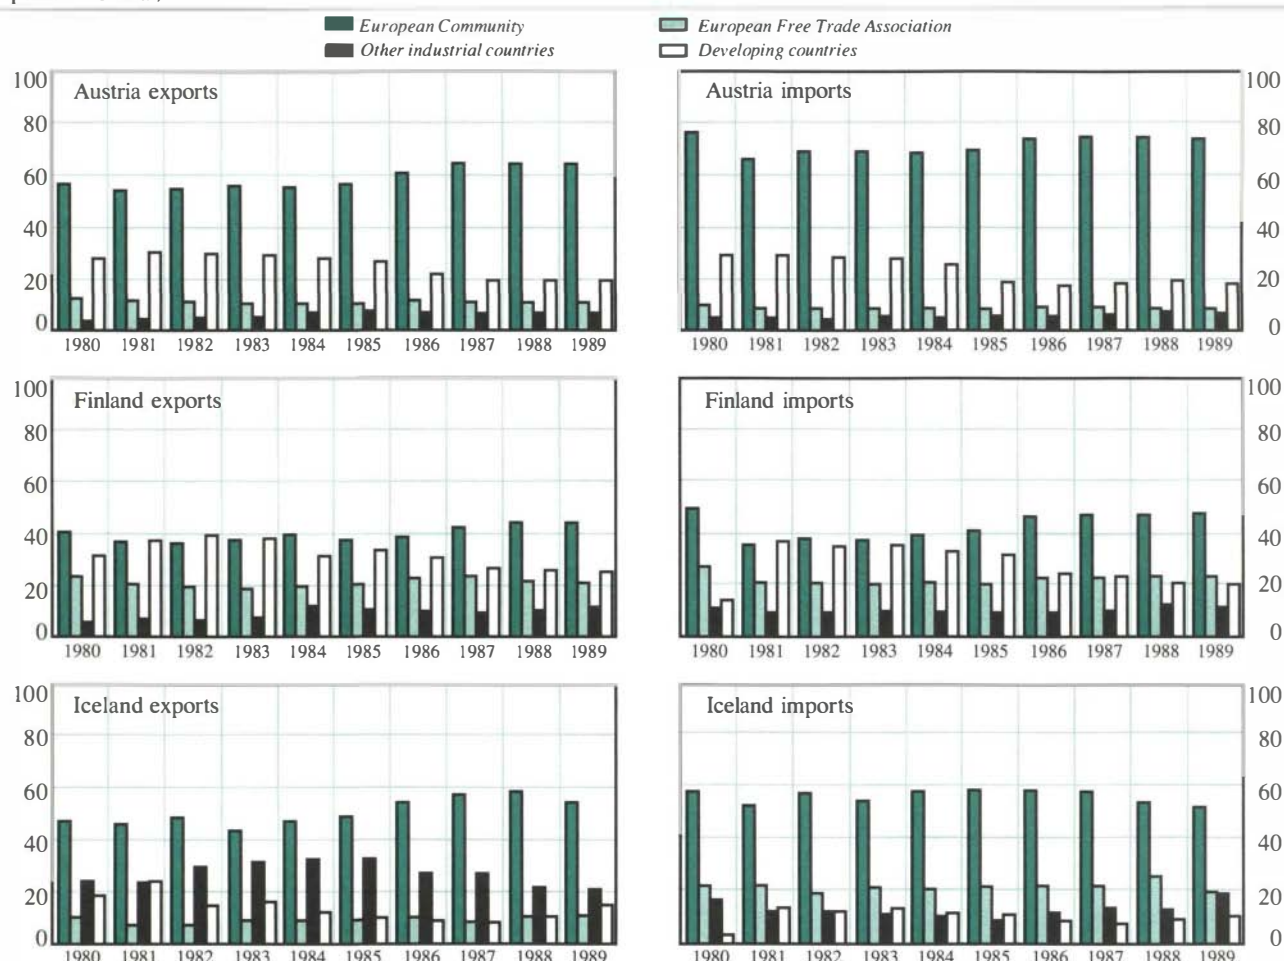 European Community European Free Trade Association
Other industrial countries Developing countries
100 Austria exports Austria imports 100
80 80
60 60
40 40
20 20
0 0
1980 1981 1982 1983 1984 1985 1986 1987 1988 1989 1980 1981 1982 1983 1984 1985 1986 1987 1988 1989
100 Finland exports Finland imports 100
80 80
60 60
40 40
20 20
0 0
1980 1981 1982 1983 1984 1985 1986 1987 1988 1989 1980 1981 1982 1983 1984 1985 1986 1987 1988 1989
100 Iceland exports Iceland imports 100
80 80
60 60
40 40
20 20
0 0
1980 1981 1982 1983 1984 1985 1986 1987 1988 1989 1980 1981 1982 1983 1984 1985 1986 1987 1988 1989